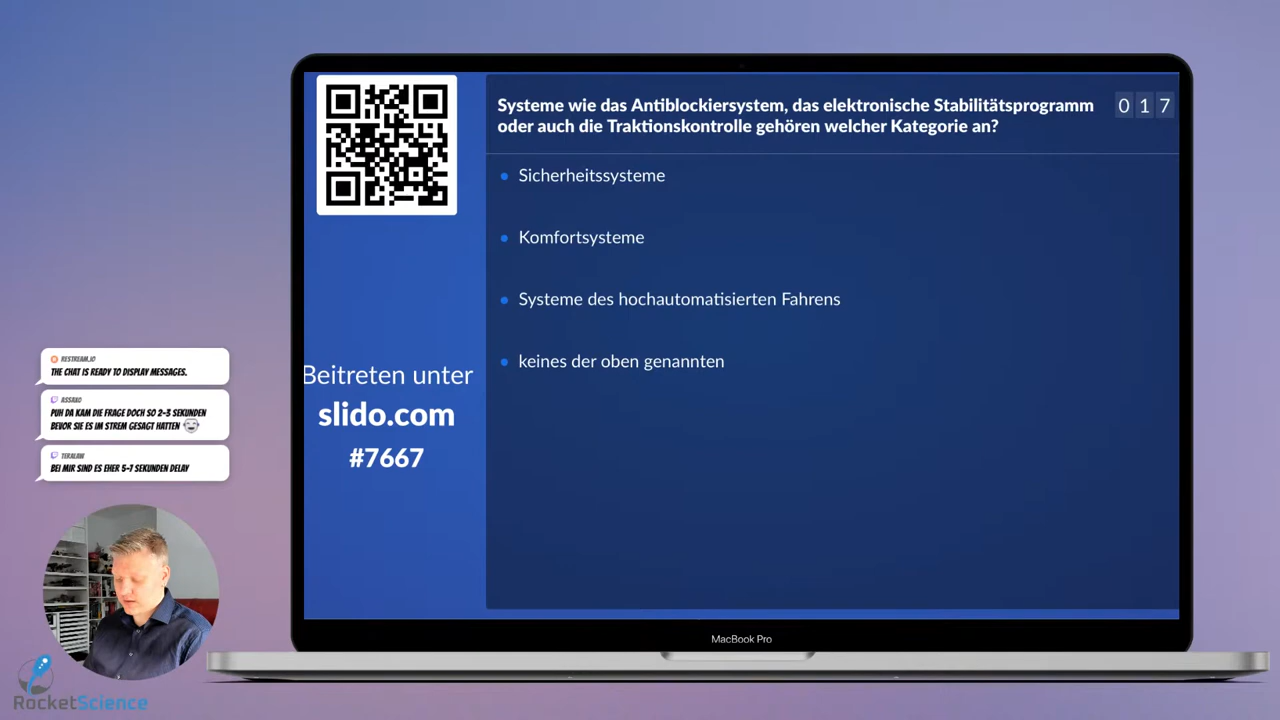 Systeme wie das Antiblockiersystem, das elektronische Stabilitätsprogramm
oder auch die Traktionskontrolle gehören welcher Kategorie an?
0 1 7
Sicherheitssysteme
Komfortsysteme
Systeme des hochautomatisierten Fahrens
keines der oben genannten
Beitreten unter
slido.com
#7667
RESTREAM.IO
THE CHAT IS READY TO DISPLAY MESSAGES.
ASSAXO
PUH DA KAM DIE FRAGE DOCH SO 2-3 SEKUNDEN
BEVOR SIE ES IM STREM GESAGT HATTEN
TERALAW
BEI MIR SIND ES EHER 5-7 SEKUNDEN DELAY
MacBook Pro
RocketScience